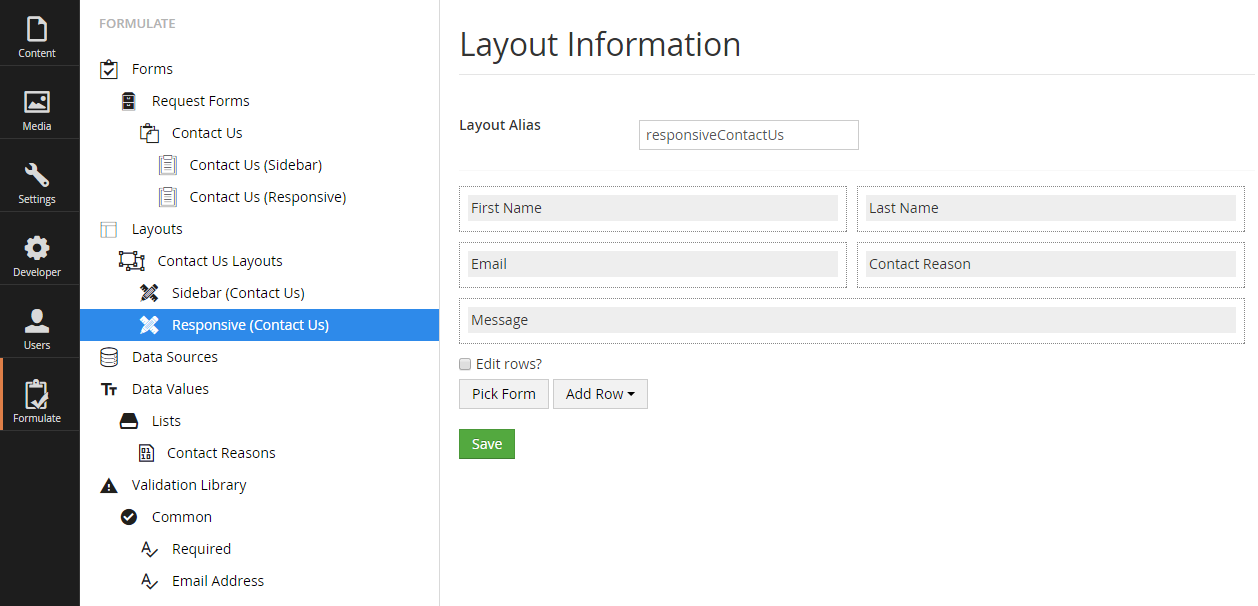 Content
Media
Settings
Developer
Users
Formulate
FORMULATE
Forms
Request Forms
Contact Us
Contact Us (Sidebar)
Contact Us (Responsive)
Layouts
Contact Us Layouts
Sidebar (Contact Us)
Responsive (Contact Us)
Data Sources
Data Values
Lists
Contact Reasons
Validation Library
Common
Required
Email Address
Layout Information
Layout Alias responsiveContactUs
First Name Last Name
Email Contact Reason
Message
Edit rows?
Pick Form Add Row
Save